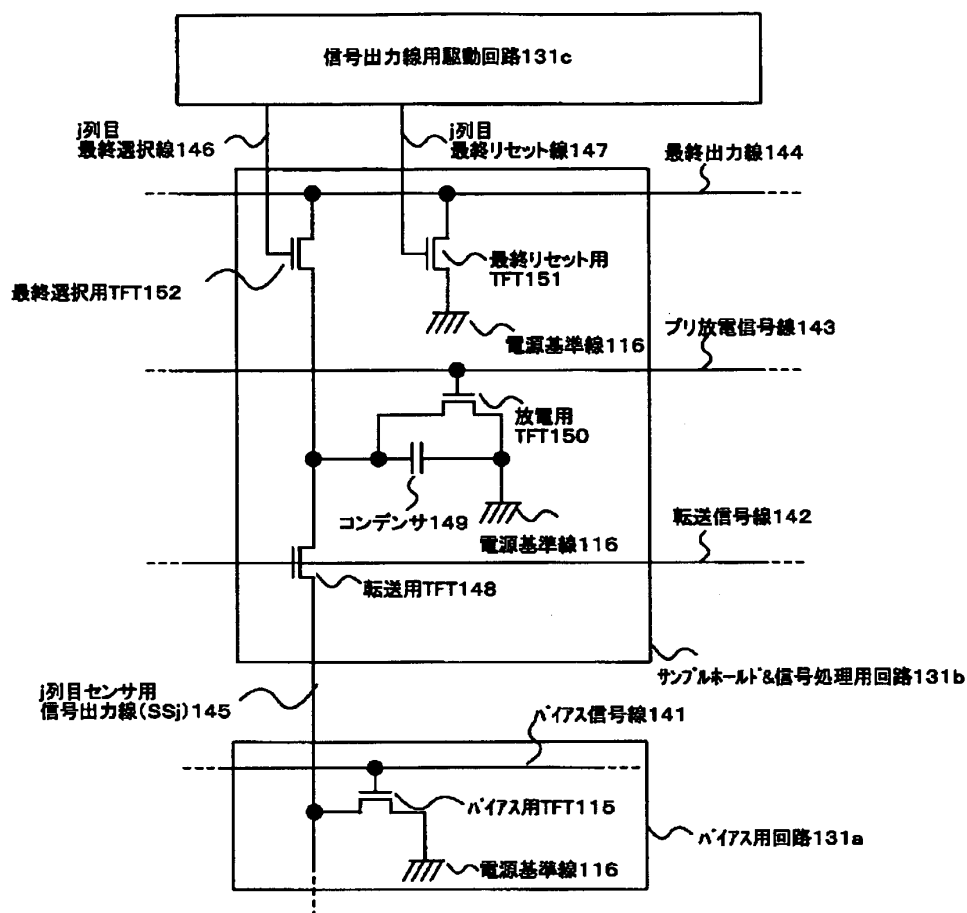 信号出力線用駆動回路131c
j列目
最終選択線146
j列目
最終リセット線147
最終出力線144
最終リセット用
TFT151
最終選択用TFT152
電源基準線116
プリ放電信号線143
放電用
TFT150
コンデンサ149
電源基準線116
転送信号線142
転送用TFT148
サンプルホールド&信号処理用回路131b
j列目センサ用
信号出力線(SSj)145
バイアス信号線141
バイアス用TFT115
バイアス用回路131a
電源基準線116